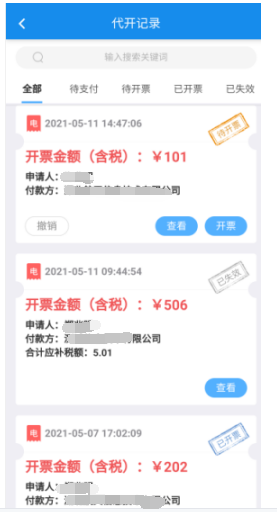 代开记录
输入搜索关键词
全部 待支付 待开票 已开票 已失效
电 2021-05-11 14:47:06 待开票
开票金额（含税）：￥101
申请人：
付款方： 公司
撤销 查看 开票
电 2021-05-11 09:44:54 已失效
开票金额（含税）：￥506
申请人：
付款方： 限公司
合计应补税额：5.01
查看
电 2021-05-07 17:02:09 已开票
开票金额（含税）：￥202
申请人：
付款方： 公司